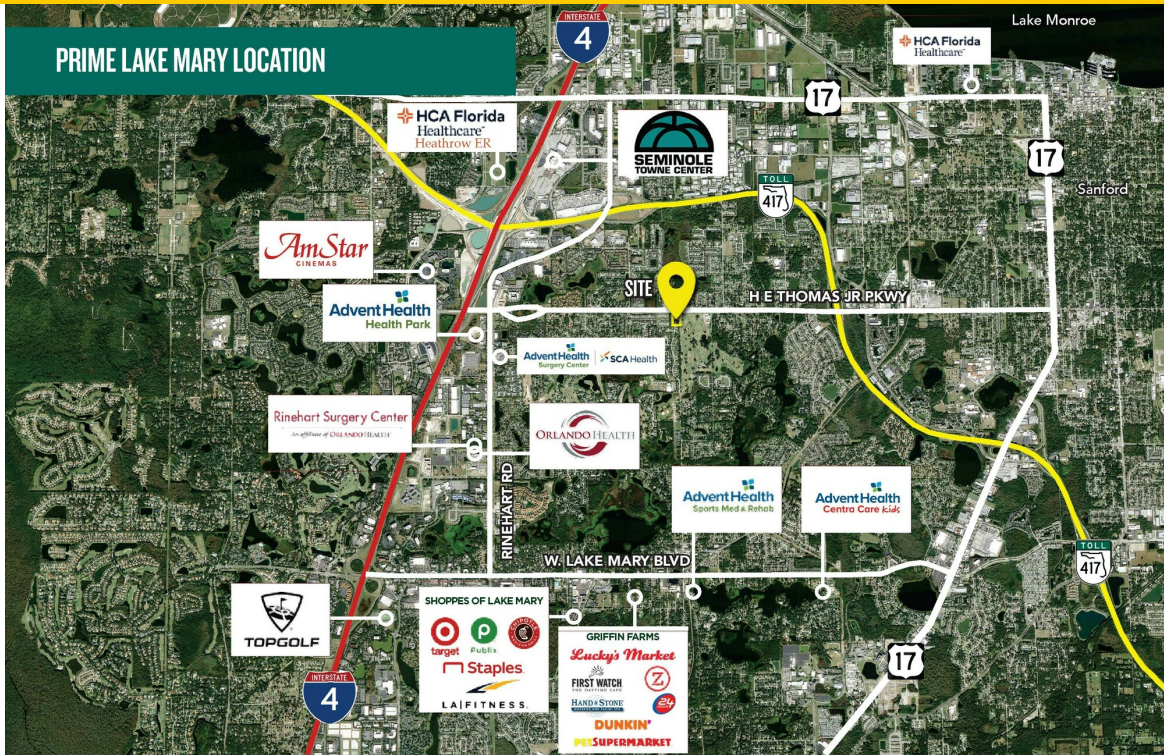 PRIME LAKE MARY LOCATION
INTERSTATE
4
Lake Monroe
HCA Florida
Healthcare
17
HCA Florida
Healthcare
Heathrow ER
SEMINOLE
TOWNE CENTER
17
TOLL
417
Sanford
AmStar
CINEMAS
SITE
H E THOMAS JR PKWY
AdventHealth
Health Park
AdventHealth
Surgery Center
SCA Health
Rinehart Surgery Center
An affiliate of ORLANDO HEALTH
ORLANDO HEALTH
RINEHART RD
AdventHealth
Sports Med & Rehab
AdventHealth
Centra Care kids
W. LAKE MARY BLVD
TOLL
417
TOPGOLF
SHOPPES OF LAKE MARY
target
Publix
CHIPOTLE
Staples
LA|FITNESS.
GRIFFIN FARMS
Lucky's Market
FIRST WATCH
THE DAYTIME CAFE
Z
HAND & STONE
24
DUNKIN'
PET SUPERMARKET
17
INTERSTATE
4